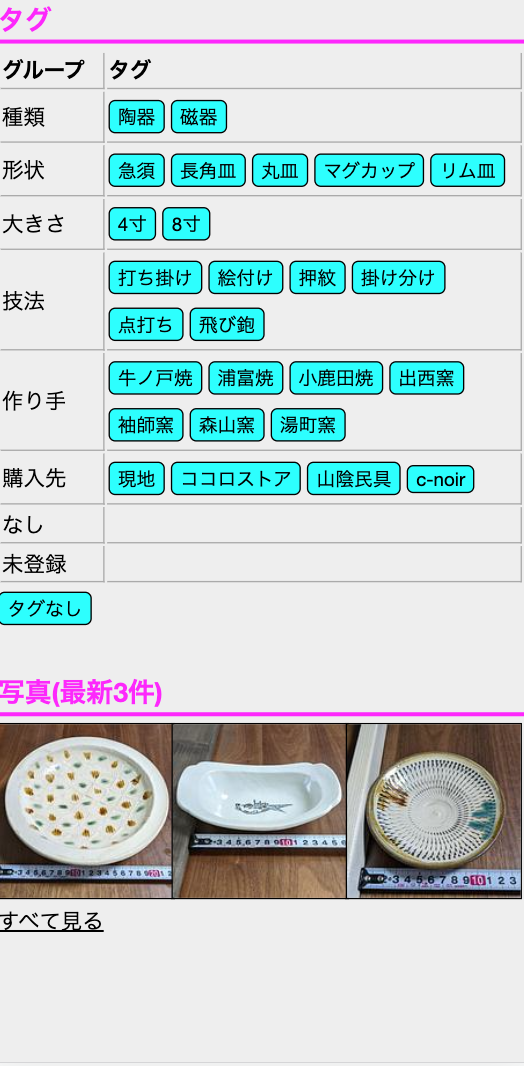 タグ
グループ タグ
種類 陶器 磁器
形状 急須 長角皿 丸皿 マグカップ リム皿
大きさ 4寸 8寸
技法 打ち掛け 絵付け 押紋 掛け分け
点打ち 飛び鉋
作り手 牛ノ戸焼 浦富焼 小鹿田焼 出西窯
袖師窯 森山窯 湯町窯
購入先 現地 ココロストア 山陰民具 c-noir
なし
未登録
タグなし
写真(最新3件)
すべて見る